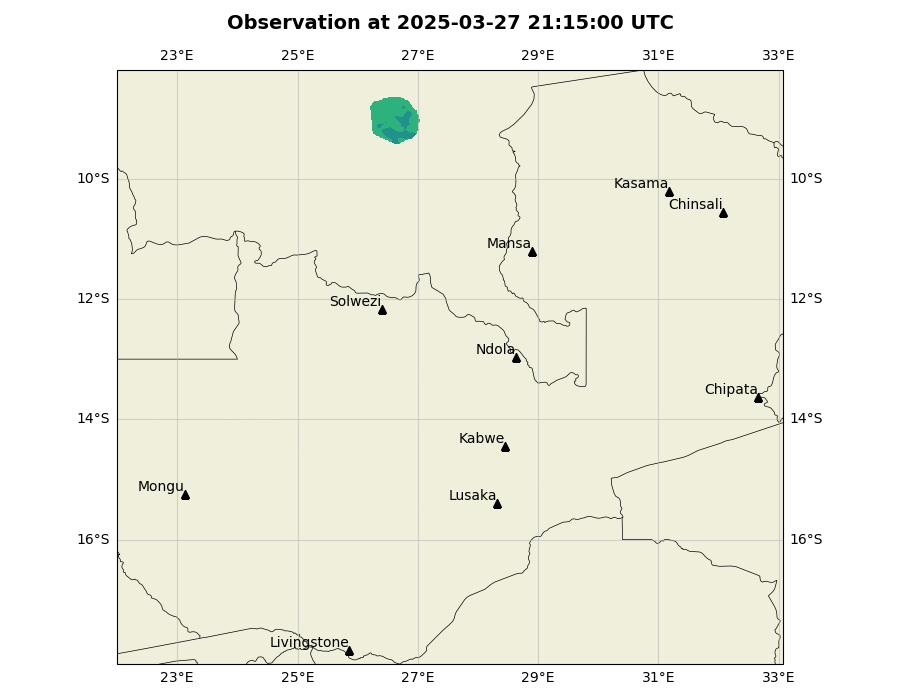 Observation at 2025-03-27 21:15:00 UTC
23°E 25°E 27°E 29°E 31°E 33°E
10°S 10°S
Kasama
Chinsali
Mansa
12°S 12°S
Solwezi
Ndola
Chipata
14°S 14°S
Kabwe
Mongu
Lusaka
16°S 16°S
Livingstone
23°E 25°E 27°E 29°E 31°E 33°E